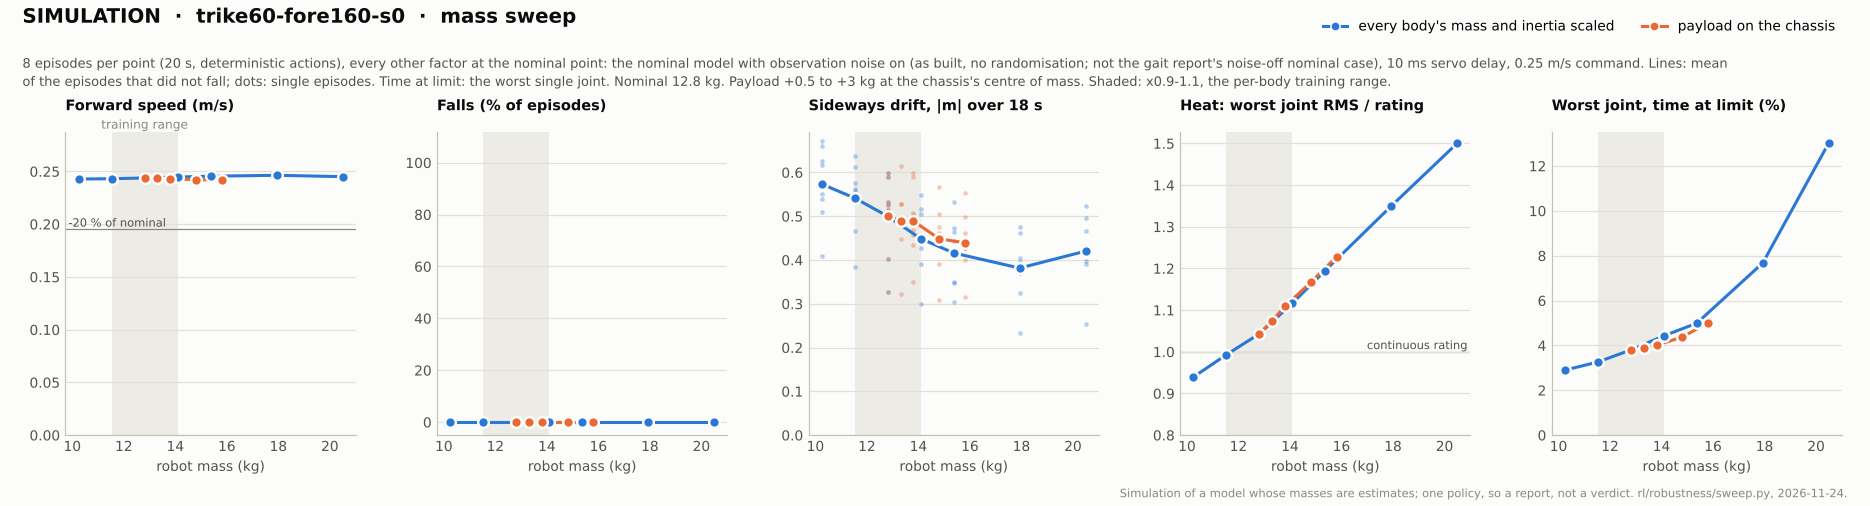 SIMULATION · trike60-fore160-s0 · mass sweep
every body's mass and inertia scaled
payload on the chassis
8 episodes per point (20 s, deterministic actions), every other factor at the nominal point: the nominal model with observation noise on (as built, no randomisation; not the gait report's noise-off nominal case), 10 ms servo delay, 0.25 m/s command. Lines: mean
of the episodes that did not fall; dots: single episodes. Time at limit: the worst single joint. Nominal 12.8 kg. Payload +0.5 to +3 kg at the chassis's centre of mass. Shaded: x0.9-1.1, the per-body training range.
Forward speed (m/s)
training range
0.25
0.20
0.15
0.10
0.05
0.00
-20 % of nominal
10 12 14 16 18 20
robot mass (kg)
Falls (% of episodes)
100
80
60
40
20
0
10 12 14 16 18 20
robot mass (kg)
Sideways drift, |m| over 18 s
0.6
0.5
0.4
0.3
0.2
0.1
0.0
10 12 14 16 18 20
robot mass (kg)
Heat: worst joint RMS / rating
1.5
1.4
1.3
1.2
1.1
1.0
0.9
0.8
continuous rating
10 12 14 16 18 20
robot mass (kg)
Worst joint, time at limit (%)
12
10
8
6
4
2
0
10 12 14 16 18 20
robot mass (kg)
Simulation of a model whose masses are estimates; one policy, so a report, not a verdict. rl/robustness/sweep.py, 2026-11-24.